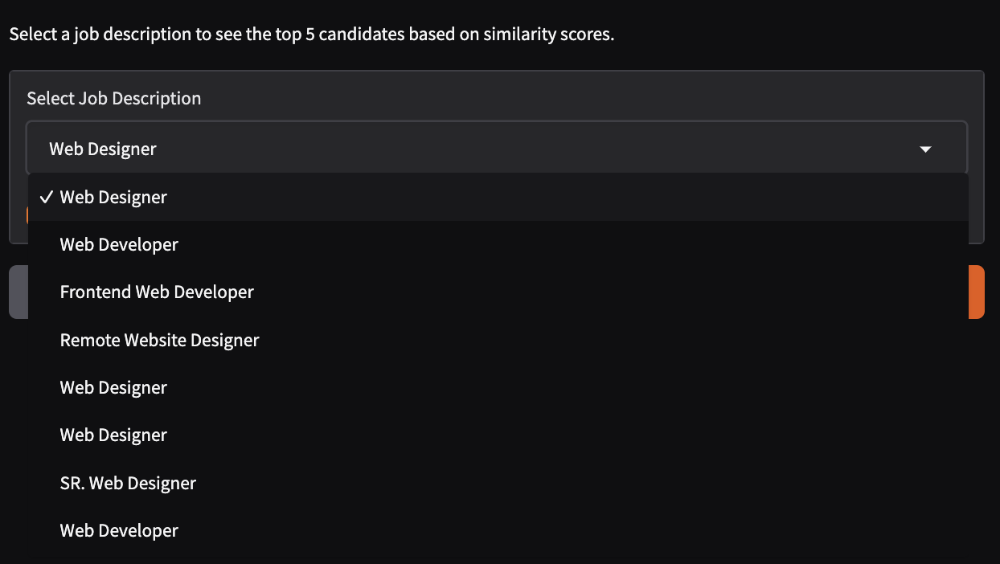 Select a job description to see the top 5 candidates based on similarity scores.
Select Job Description
Web Designer
✓ Web Designer
Web Developer
Frontend Web Developer
Remote Website Designer
Web Designer
Web Designer
SR. Web Designer
Web Developer